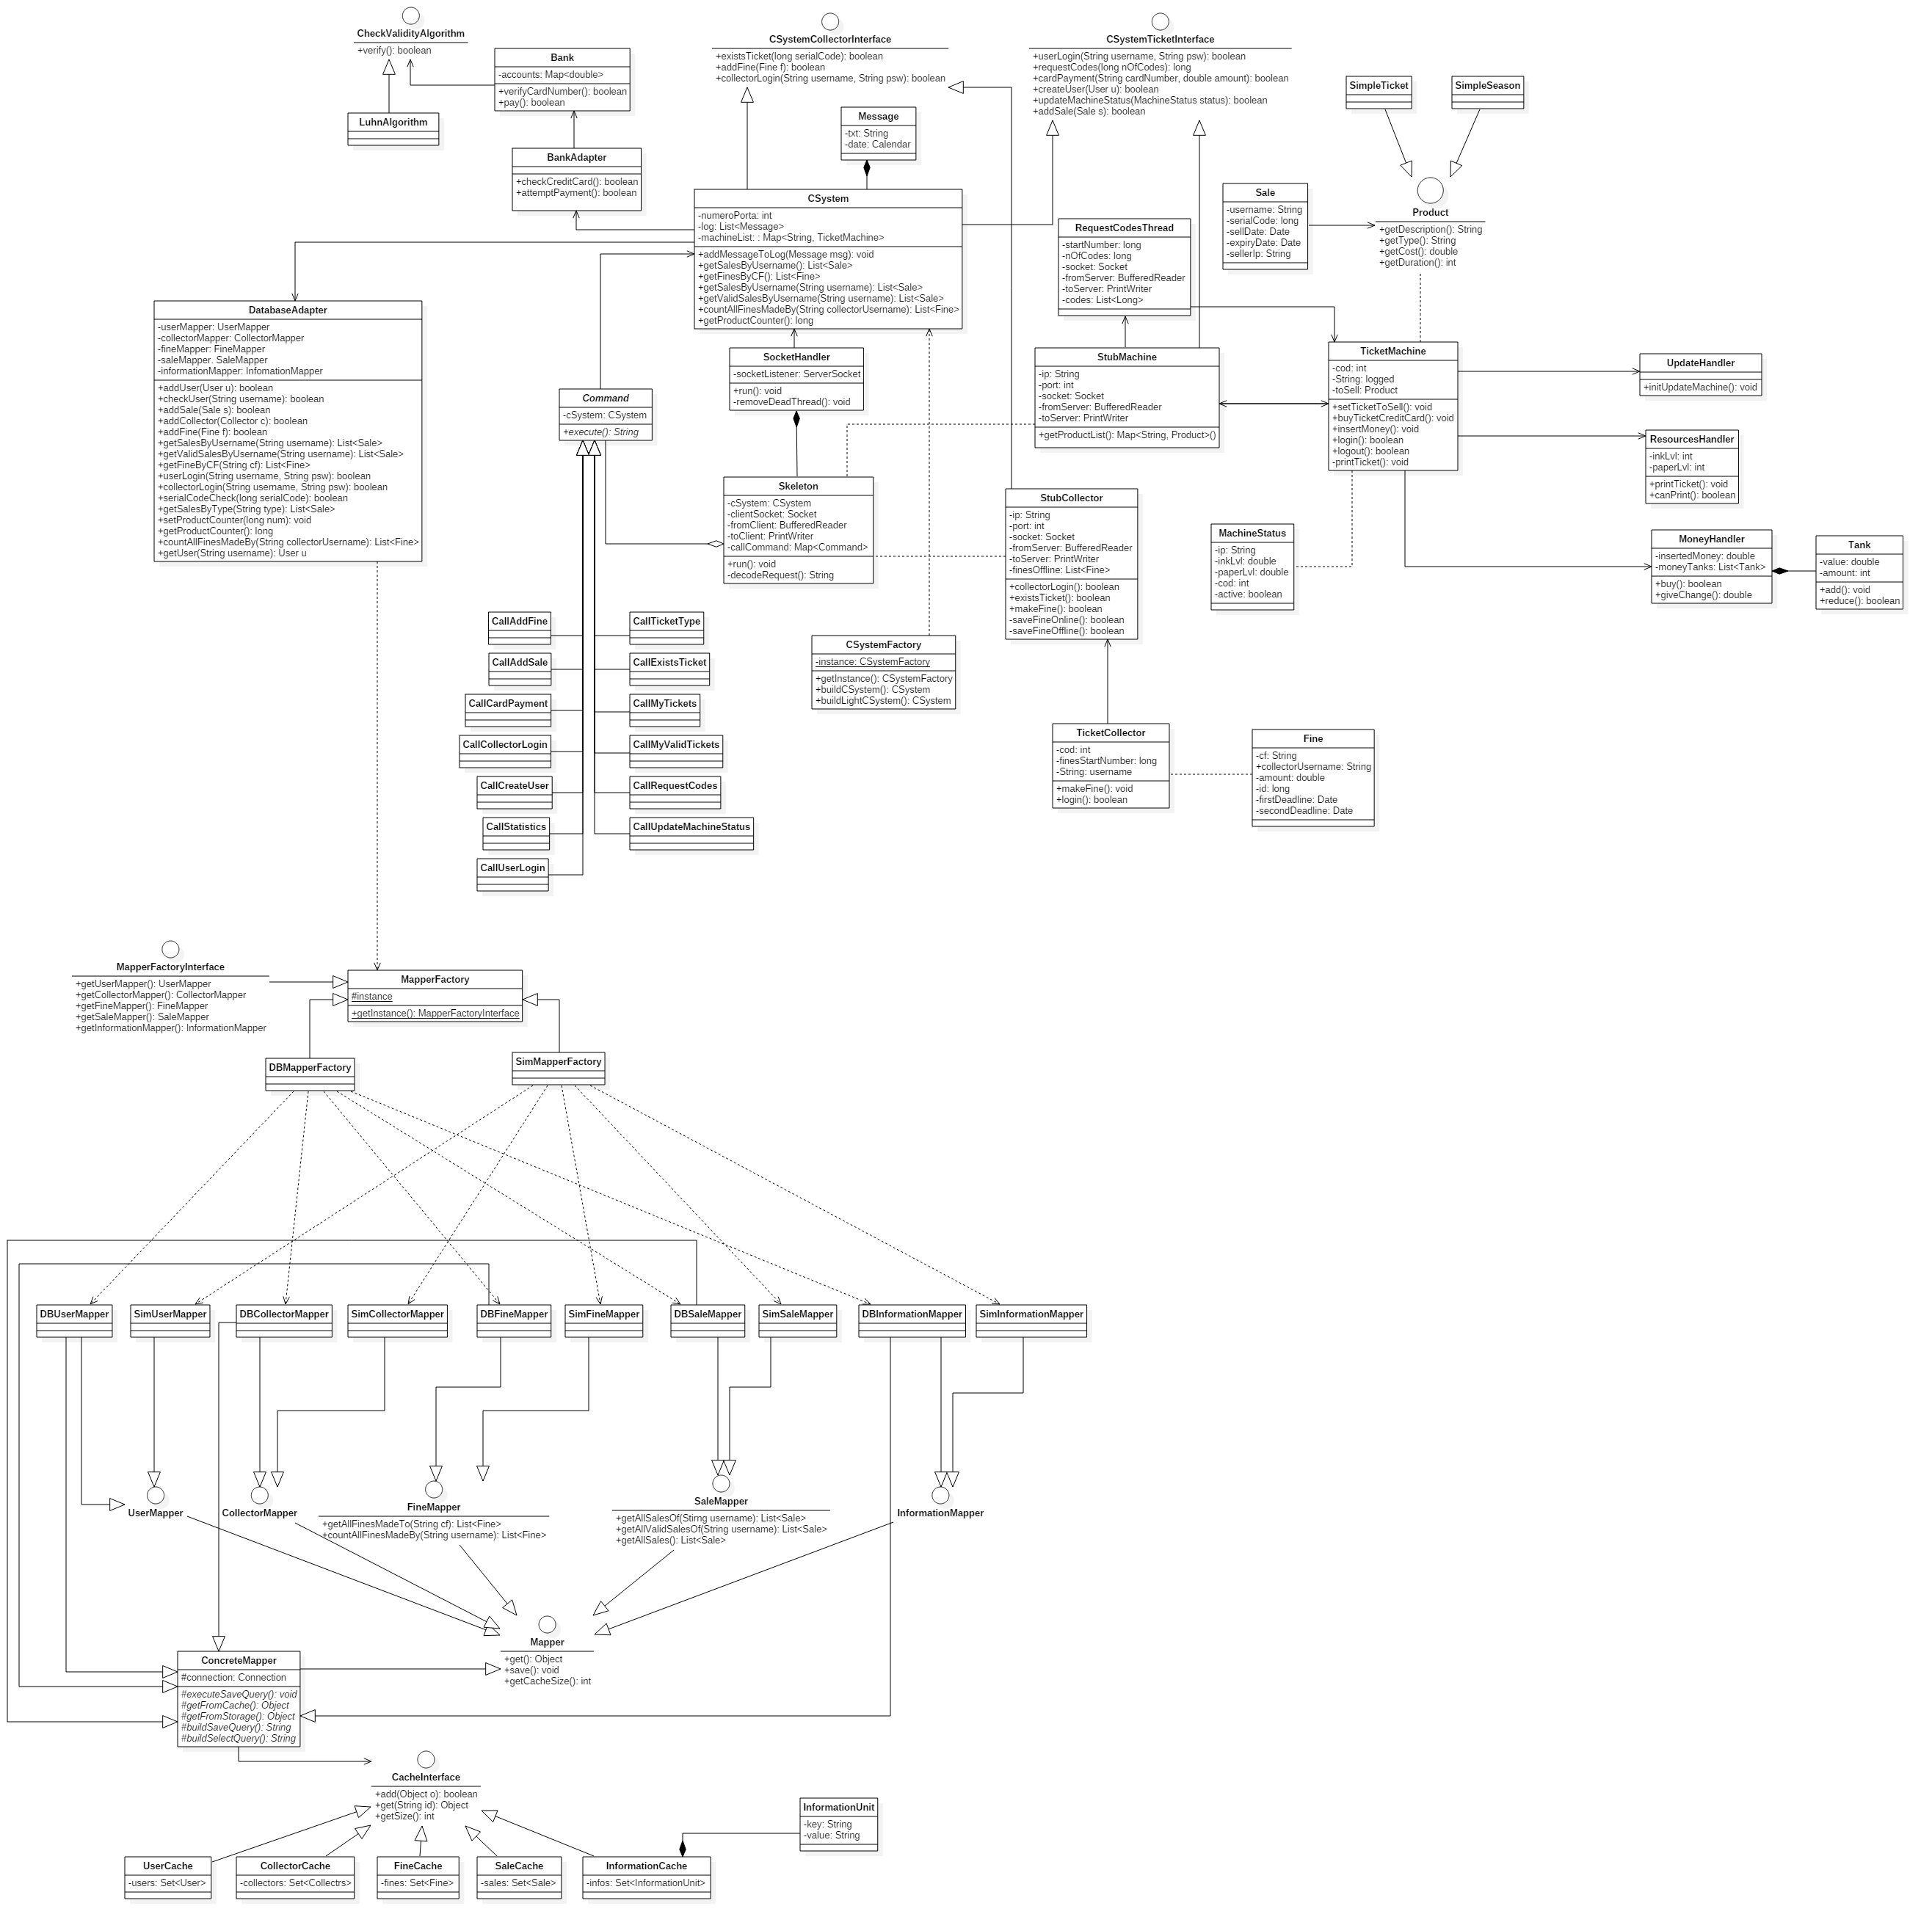 CheckValidityAlgorithm
+verify(): boolean
LuhnAlgorithm
Bank
-accounts: Map<double>
+verifyCardNumber(): boolean
+pay(): boolean
BankAdapter
+checkCreditCard(): boolean
+attemptPayment(): boolean
CSystemCollectorInterface
+existsTicket(long serialCode): boolean
+addFine(Fine f): boolean
+collectorLogin(String username, String psw): boolean
Message
-txt: String
-date: Calendar
CSystemTicketInterface
+userLogin(String username, String psw): boolean
+requestCodes(long nOfCodes): long
+cardPayment(String cardNumber, double amount): boolean
+createUser(User u): boolean
+updateMachineStatus(MachineStatus status): boolean
+addSale(Sale s): boolean
SimpleTicket
SimpleSeason
Product
+getDescription(): String
+getType(): String
+getCost(): double
+getDuration(): int
Sale
-username: String
-serialCode: long
-sellDate: Date
-expiryDate: Date
-sellerIp: String
CSystem
-numeroPorta: int
-log: List<Message>
-machineList: : Map<String, TicketMachine>
+addMessageToLog(Message msg): void
+getSalesByUsername(): List<Sale>
+getFinesByCF(): List<Fine>
+getSalesByUsername(String username): List<Sale>
+getValidSalesByUsername(String username): List<Sale>
+countAllFinesMadeBy(String collectorUsername): List<Fine>
+getProductCounter(): long
RequestCodesThread
-startNumber: long
-nOfCodes: long
-socket: Socket
-fromServer: BufferedReader
-toServer: PrintWriter
-codes: List<Long>
DatabaseAdapter
-userMapper: UserMapper
-collectorMapper: CollectorMapper
-fineMapper: FineMapper
-saleMapper. SaleMapper
-informationMapper: InfomationMapper
+addUser(User u): boolean
+checkUser(String username): boolean
+addSale(Sale s): boolean
+addCollector(Collector c): boolean
+addFine(Fine f): boolean
+getSalesByUsername(String username): List<Sale>
+getValidSalesByUsername(String username): List<Sale>
+getFineByCF(String cf): List<Fine>
+userLogin(String username, String psw): boolean
+collectorLogin(String username, String psw): boolean
+serialCodeCheck(long serialCode): boolean
+getSalesByType(String type): List<Sale>
+setProductCounter(long num): void
+getProductCounter: long
+countAllFinesMadeBy(String collectorUsername): List<Fine>
+getUser(String username): User u
SocketHandler
-socketListener: ServerSocket
+run(): void
-removeDeadThread(): void
Command
-cSystem: CSystem
+execute(): String
StubMachine
-ip: String
-port: int
-socket: Socket
-fromServer: BufferedReader
-toServer: PrintWriter
+getProductList(): Map<String, Product>()
TicketMachine
-cod: int
-String: logged
-toSell: Product
+setTicketToSell(): void
+buyTicketCreditCard(): void
+insertMoney(): void
+login(): boolean
+logout(): boolean
-printTicket(): void
UpdateHandler
+initUpdateMachine(): void
ResourcesHandler
-inkLvl: int
-paperLvl: int
+printTicket(): void
+canPrint(): boolean
Skeleton
-cSystem: CSystem
-clientSocket: Socket
-fromClient: BufferedReader
-toClient: PrintWriter
-callCommand: Map<Command>
+run(): void
-decodeRequest(): String
StubCollector
-ip: String
-port: int
-socket: Socket
-fromServer: BufferedReader
-toServer: PrintWriter
-finesOffline: List<Fine>
+collectorLogin(): boolean
+existsTicket(): boolean
+makeFine(): boolean
-saveFineOnline(): boolean
-saveFineOffline(): boolean
MachineStatus
-ip: String
-inkLvl: double
-paperLvl: double
-cod: int
-active: boolean
MoneyHandler
-insertedMoney: double
-moneyTanks: List<Tank>
+buy(): boolean
+giveChange(): double
Tank
-value: double
-amount: int
+add(): void
+reduce(): boolean
CallAddFine
CallTicketType
CallAddSale
CallExistsTicket
CallCardPayment
CallMyTickets
CallCollectorLogin
CallMyValidTickets
CallCreateUser
CallRequestCodes
CallStatistics
CallUpdateMachineStatus
CallUserLogin
CSystemFactory
-instance: CSystemFactory
+getInstance(): CSystemFactory
+buildCSystem(): CSystem
+buildLightCSystem(): CSystem
TicketCollector
-cod: int
-finesStartNumber: long
-String: username
+makeFine(): void
+login(): boolean
Fine
-cf: String
+collectorUsername: String
-amount: double
-id: long
-firstDeadline: Date
-secondDeadline: Date
MapperFactoryInterface
+getUserMapper(): UserMapper
+getCollectorMapper(): CollectorMapper
+getFineMapper(): FineMapper
+getSaleMapper(): SaleMapper
+getInformationMapper(): InformationMapper
MapperFactory
#instance
+getInstance(): MapperFactoryInterface
DBMapperFactory
SimMapperFactory
DBUserMapper
SimUserMapper
DBCollectorMapper
SimCollectorMapper
DBFineMapper
SimFineMapper
DBSaleMapper
SimSaleMapper
DBInformationMapper
SimInformationMapper
UserMapper
CollectorMapper
FineMapper
+getAllFinesMadeTo(String cf): List<Fine>
+countAllFinesMadeBy(String username): List<Fine>
SaleMapper
+getAllSalesOf(Stirng username): List<Sale>
+getAllValidSalesOf(String username): List<Sale>
+getAllSales(): List<Sale>
InformationMapper
Mapper
+get(): Object
+save(): void
+getCacheSize(): int
ConcreteMapper
#connection: Connection
#executeSaveQuery(): void
#getFromCache(): Object
#getFromStorage(): Object
#buildSaveQuery(): String
#buildSelectQuery(): String
CacheInterface
+add(Object o): boolean
+get(String id): Object
+getSize(): int
InformationUnit
-key: String
-value: String
UserCache
-users: Set<User>
CollectorCache
-collectors: Set<Collectrs>
FineCache
-fines: Set<Fine>
SaleCache
-sales: Set<Sale>
InformationCache
-infos: Set<InformationUnit>